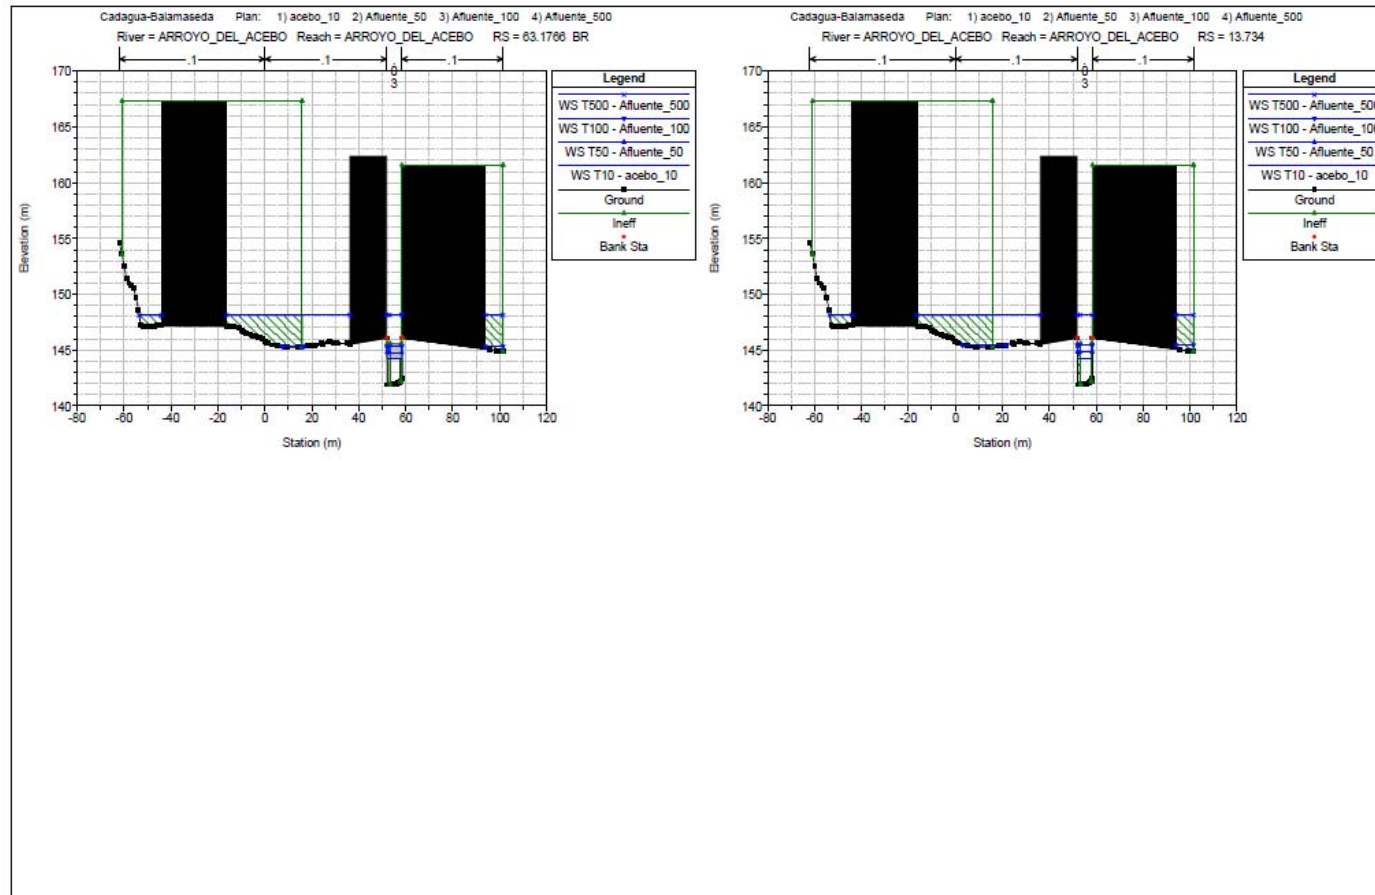 Cadagua-Balamaseda Plan: 1) acebo_10 2) Afluente_50 3) Afluente_100 4) Afluente_500
River = ARROYO_DEL_ACEBO Reach = ARROYO_DEL_ACEBO RS = 63.1766 BR
.1 .1 .03 .1
170
165
160
155
150
145
140
Elevation (m)
-80 -60 -40 -20 0 20 40 60 80 100 120
Station (m)
Legend
WS T500 - Afluente_500
WS T100 - Afluente_100
WS T50 - Afluente_50
WS T10 - acebo_10
Ground
Ineff
Bank Sta
Cadagua-Balamaseda Plan: 1) acebo_10 2) Afluente_50 3) Afluente_100 4) Afluente_500
River = ARROYO_DEL_ACEBO Reach = ARROYO_DEL_ACEBO RS = 13.734
.1 .1 .03 .1
170
165
160
155
150
145
140
Elevation (m)
-80 -60 -40 -20 0 20 40 60 80 100 120
Station (m)
Legend
WS T500 - Afluente_500
WS T100 - Afluente_100
WS T50 - Afluente_50
WS T10 - acebo_10
Ground
Ineff
Bank Sta